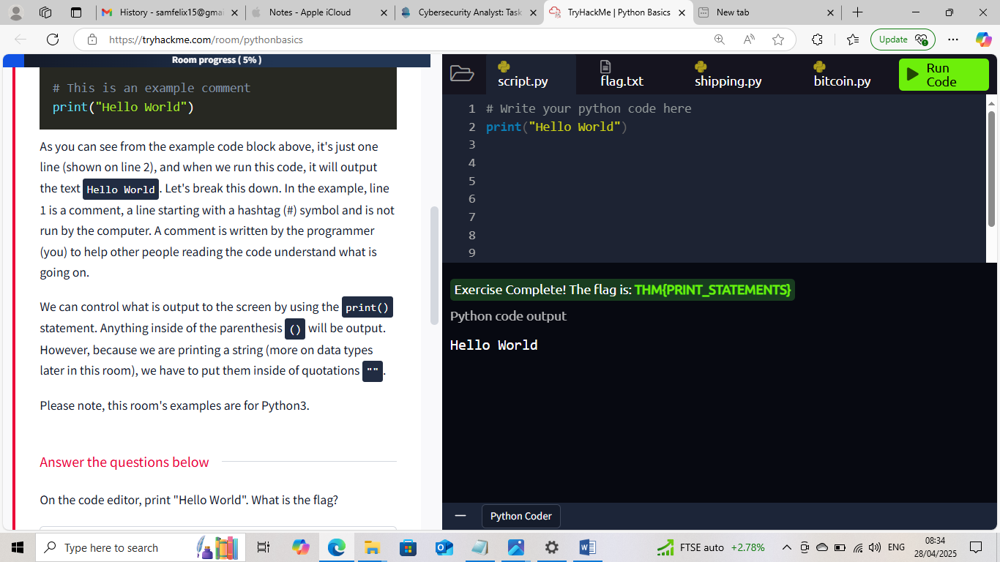 History - samfelix15@gma
Notes - Apple iCloud
Cybersecurity Analyst: Task
TryHackMe | Python Basics
New tab
https://tryhackme.com/room/pythonbasics
Update
Room progress ( 5% )
# This is an example comment
print("Hello World")
As you can see from the example code block above, it's just one
line (shown on line 2), and when we run this code, it will output
the text Hello World. Let's break this down. In the example, line
1 is a comment, a line starting with a hashtag (#) symbol and is not
run by the computer. A comment is written by the programmer
(you) to help other people reading the code understand what is
going on.
We can control what is output to the screen by using the print()
statement. Anything inside of the parenthesis () will be output.
However, because we are printing a string (more on data types
later in this room), we have to put them inside of quotations "".
Please note, this room's examples are for Python3.
Answer the questions below
On the code editor, print "Hello World". What is the flag?
script.py
flag.txt
shipping.py
bitcoin.py
Run
Code
1 # Write your python code here
2 print("Hello World")
3
4
5
6
7
8
9
Exercise Complete! The flag is: THM{PRINT_STATEMENTS}
Python code output
Hello World
Python Coder
Type here to search
FTSE auto +2.78%
ENG
08:34
28/04/2025